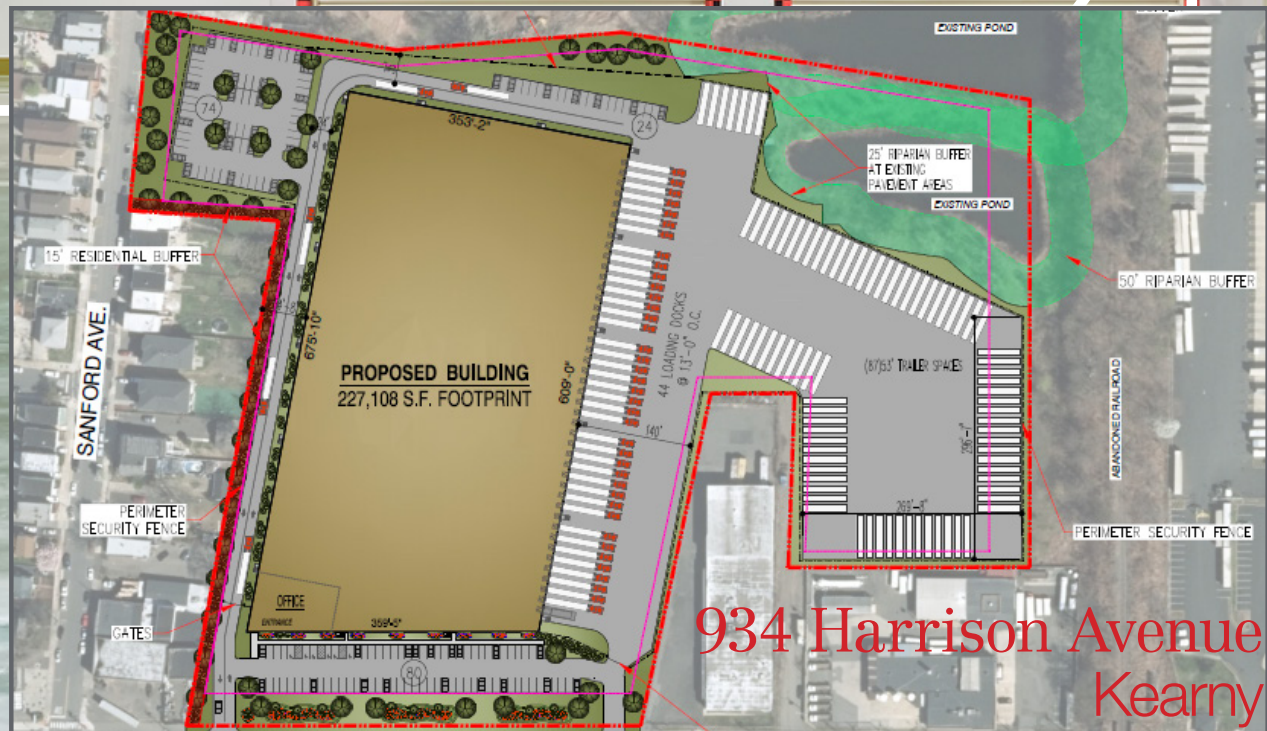 EXISTING POND
74
353'-2"
24
25' RIPARIAN BUFFER
AT EXISTING
PAVEMENT AREAS
EXISTING POND
15' RESIDENTIAL BUFFER
50' RIPARIAN BUFFER
SANFORD AVE.
675'-10"
PROPOSED BUILDING
227,108 S.F. FOOTPRINT
609'-0"
44 LOADING DOCKS
@ 13'-0" O.C.
(87)53' TRAILER SPACES
140'
ABANDONED RAILROAD
296'-7"
269'-8"
PERIMETER
SECURITY FENCE
PERIMETER SECURITY FENCE
OFFICE
ENTRANCE
359'-5"
GATES
80
934 Harrison Avenue
Kearny